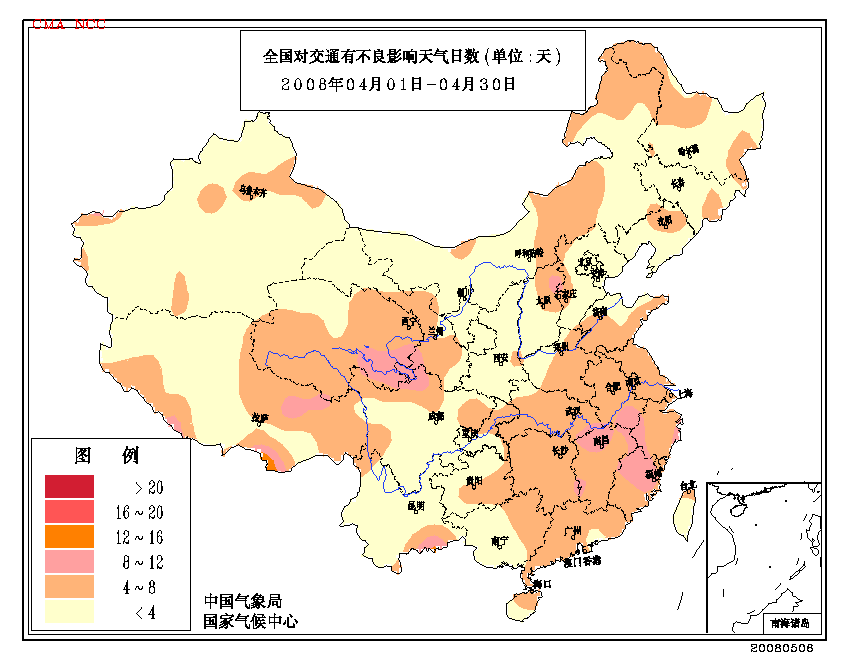 CMA NCC
全国对交通有不良影响天气日数(单位:天)
2008年04月01日-04月30日
哈尔滨
长春
乌鲁木齐
沈阳
呼和浩特
北京
天津
银川
太原
石家庄
济南
西宁
兰州
西安
郑州
合肥
南京
上海
拉萨
成都
武汉
重庆
南昌
长沙
贵阳
福州
台北
昆明
广州
南宁
澳门 香港
海口
图 例
>20
16~20
12~16
8~12
4~8
<4
中国气象局
国家气候中心
南海诸岛
20080506